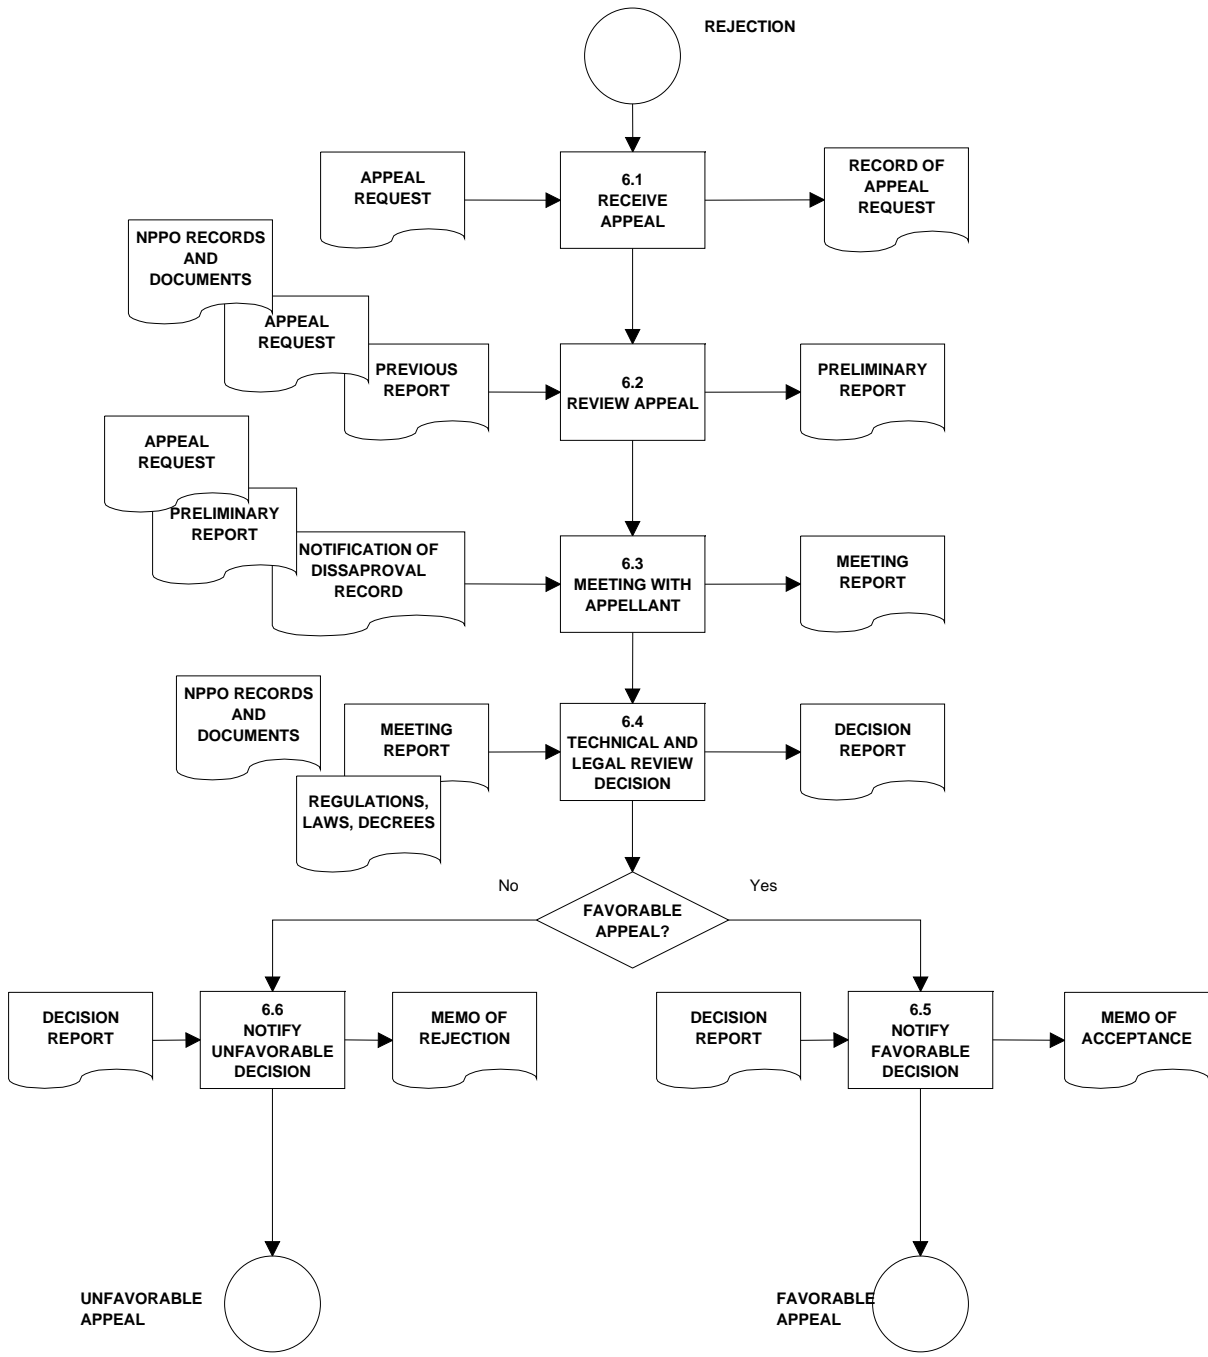 REJECTION
APPEAL
REQUEST
6.1
RECEIVE
APPEAL
RECORD OF
APPEAL
REQUEST
NPPO RECORDS
AND
DOCUMENTS
APPEAL
REQUEST
PREVIOUS
REPORT
6.2
REVIEW APPEAL
PRELIMINARY
REPORT
APPEAL
REQUEST
PRELIMINARY
REPORT
NOTIFICATION OF
DISSAPROVAL
RECORD
6.3
MEETING WITH
APPELLANT
MEETING
REPORT
NPPO RECORDS
AND
DOCUMENTS
MEETING
REPORT
REGULATIONS,
LAWS, DECREES
6.4
TECHNICAL AND
LEGAL REVIEW
DECISION
DECISION
REPORT
No
FAVORABLE
APPEAL?
Yes
DECISION
REPORT
6.6
NOTIFY
UNFAVORABLE
DECISION
MEMO OF
REJECTION
DECISION
REPORT
6.5
NOTIFY
FAVORABLE
DECISION
MEMO OF
ACCEPTANCE
UNFAVORABLE
APPEAL
FAVORABLE
APPEAL